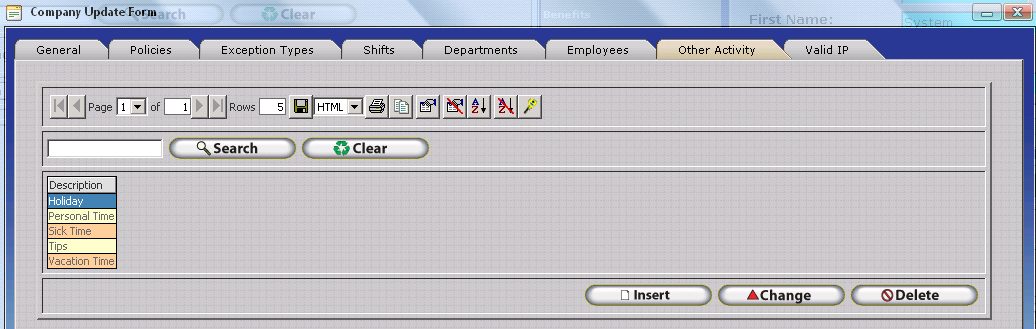 Company Update Form
Search
Clear
Benefits
First Name:
System
General
Policies
Exception Types
Shifts
Departments
Employees
Other Activity
Valid IP
Page 1 of 1 Rows 5 HTML
Search
Clear
Description
Holiday
Personal Time
Sick Time
Tips
Vacation Time
Insert
Change
Delete